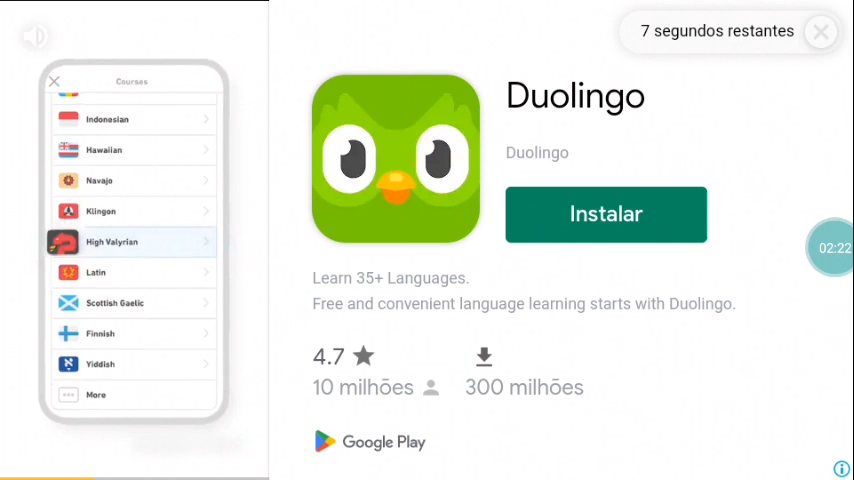 7 segundos restantes
Courses
Indonesian
Hawaiian
Navajo
Klingon
High Valyrian
Latin
Scottish Gaelic
Finnish
Yiddish
More
Duolingo
Duolingo
Instalar
02:22
Learn 35+ Languages.
Free and convenient language learning starts with Duolingo.
4.7
10 milhões
300 milhões
Google Play